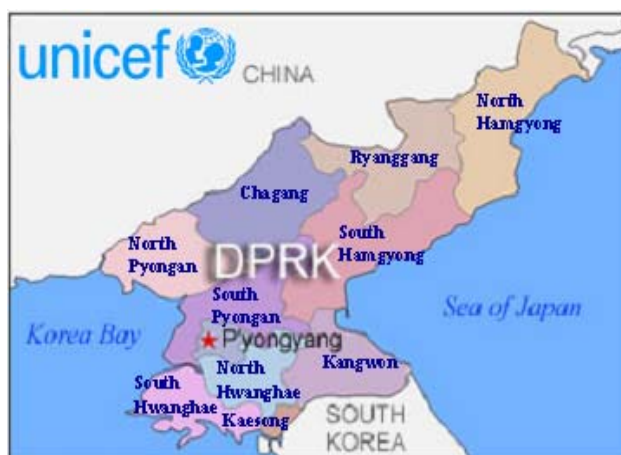 unicef
CHINA
North
Hamgyong
Ryanggang
Chagang
North
Pyongan
DPRK
South
Hamgyong
South
Pyongan
Korea Bay
Sea of Japan
P'yongyang
North
Hwanghae
Kangwon
South
Hwanghae
Kaesong
SOUTH
KOREA